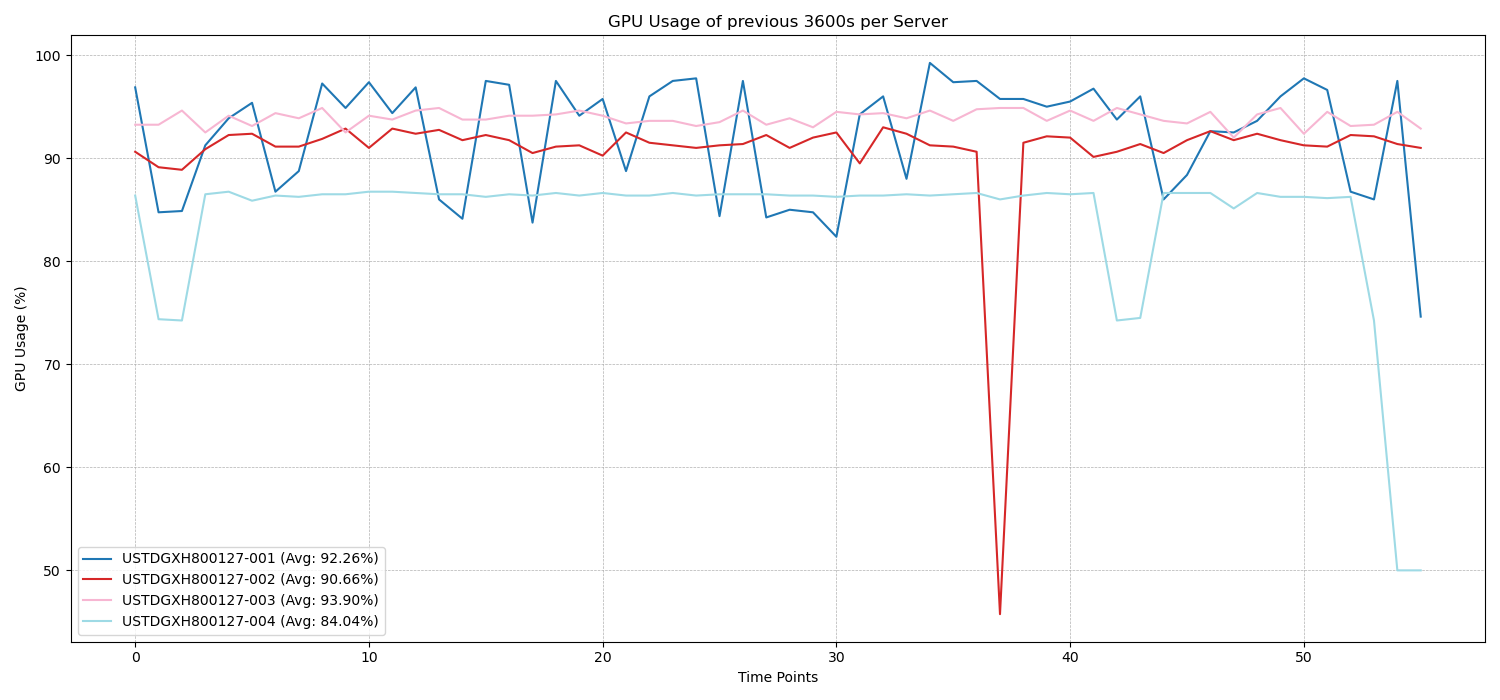 GPU Usage of previous 3600s per Server
100
90
80
70
60
50
GPU Usage (%)
USTDGXH800127-001 (Avg: 92.26%)
USTDGXH800127-002 (Avg: 90.66%)
USTDGXH800127-003 (Avg: 93.90%)
USTDGXH800127-004 (Avg: 84.04%)
0 10 20 30 40 50
Time Points